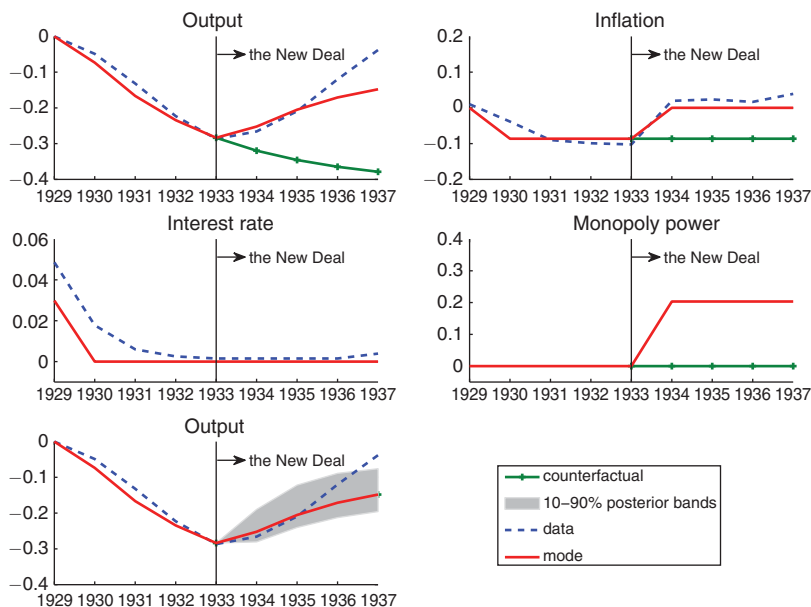 Output
0
−0.1
−0.2
−0.3
−0.4
the New Deal
1929 1930 1931 1932 1933 1934 1935 1936 1937
Inflation
0.2
0.1
0
−0.1
−0.2
the New Deal
1929 1930 1931 1932 1933 1934 1935 1936 1937
Interest rate
0.06
0.04
0.02
0
the New Deal
1929 1930 1931 1932 1933 1934 1935 1936 1937
Monopoly power
0.4
0.3
0.2
0.1
0
the New Deal
1929 1930 1931 1932 1933 1934 1935 1936 1937
Output
0
−0.1
−0.2
−0.3
−0.4
the New Deal
1929 1930 1931 1932 1933 1934 1935 1936 1937
counterfactual
10–90% posterior bands
data
mode